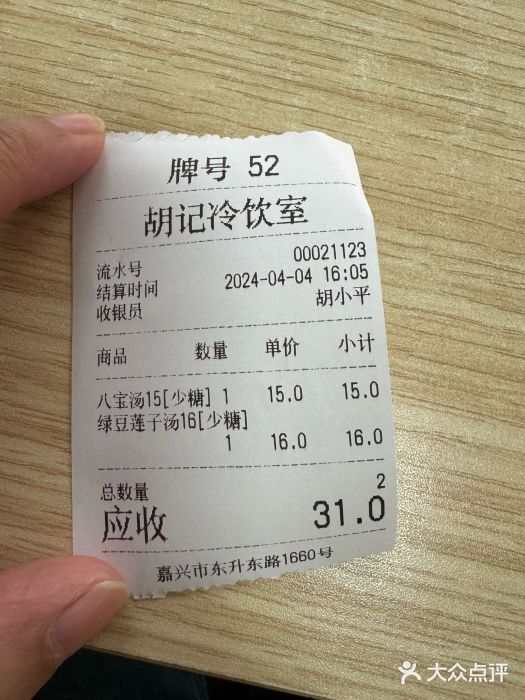 牌号 52
胡记冷饮室
流水号 00021123
结算时间 2024-04-04 16:05
收银员 胡小平
商品 数量 单价 小计
八宝汤15[少糖] 1 15.0 15.0
绿豆莲子汤16[少糖]
1 16.0 16.0
总数量 2
应收 31.0
嘉兴市东升东路1660号
大众点评